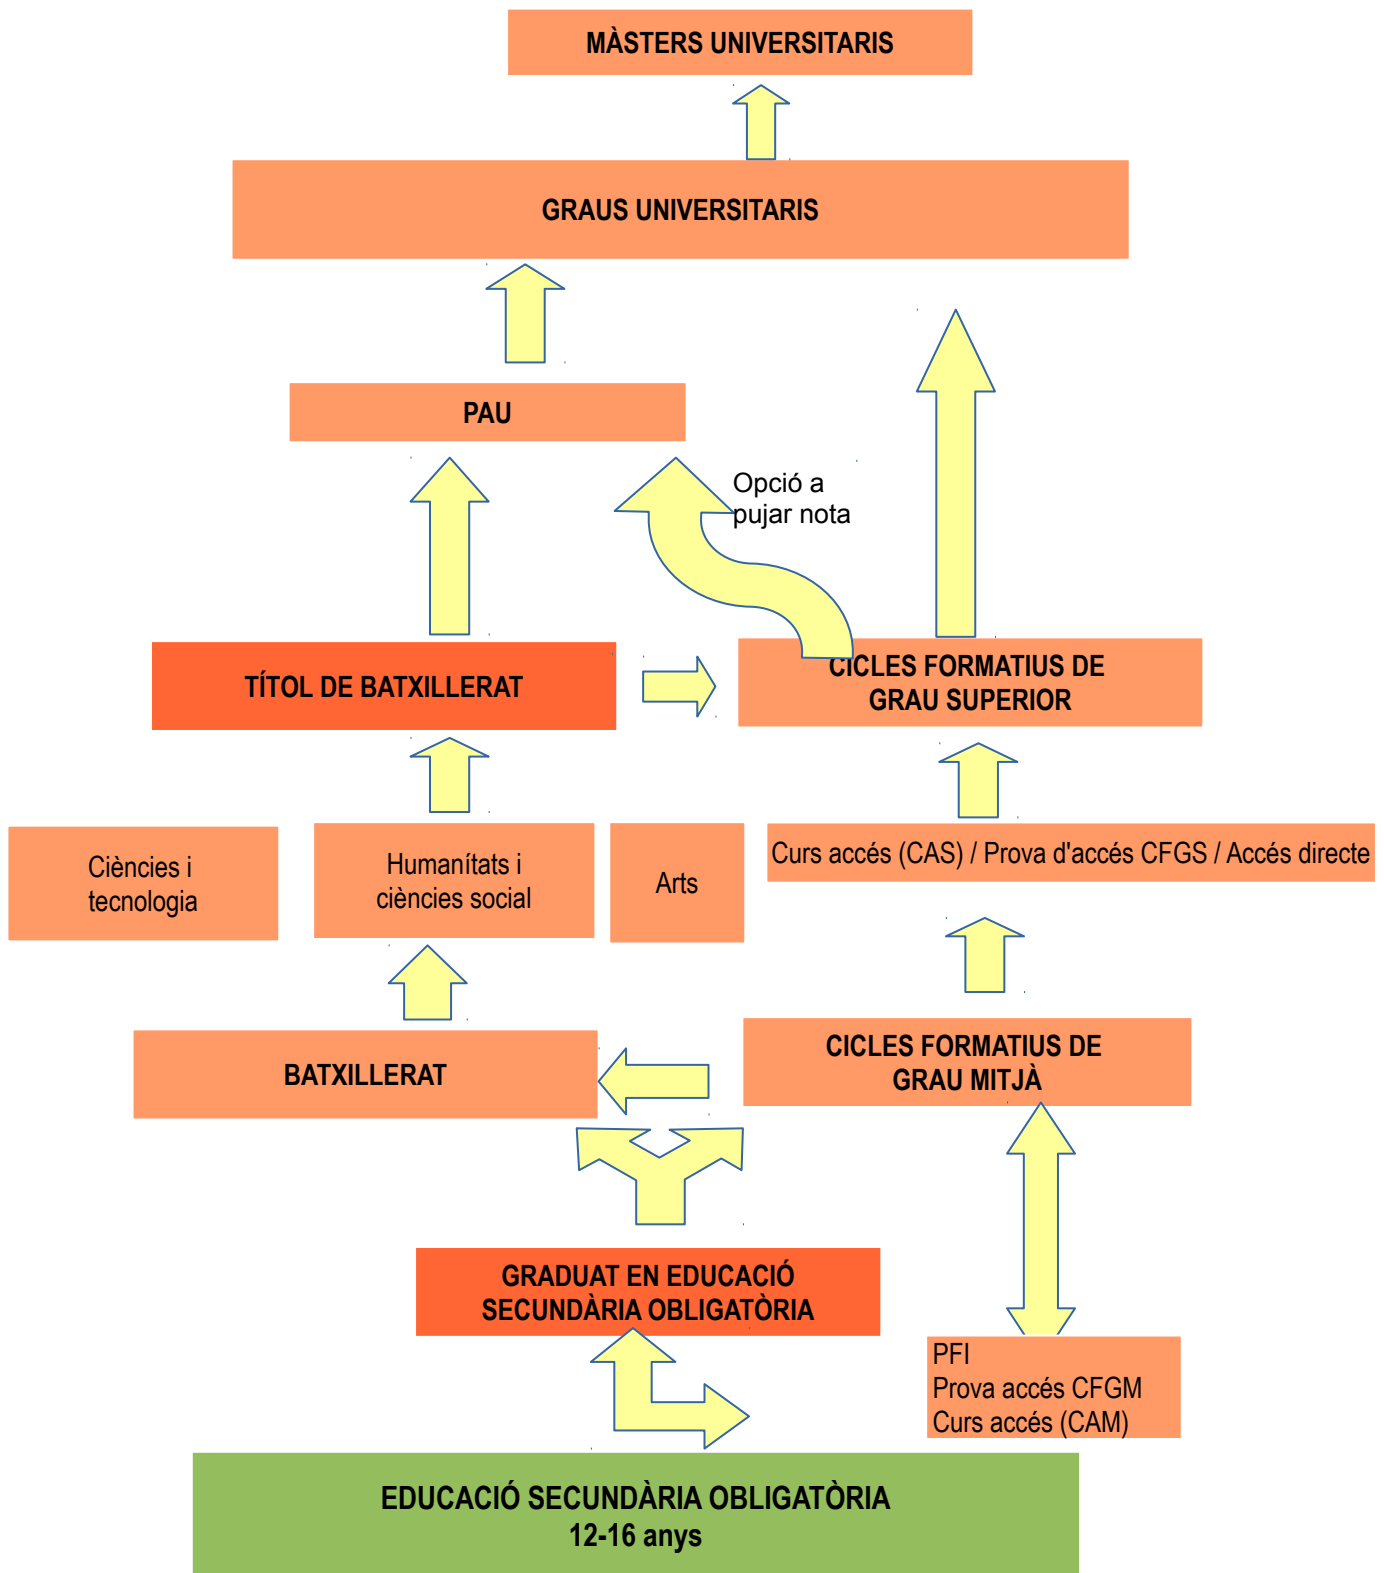 MÀSTERS UNIVERSITARIS
GRAUS UNIVERSITARIS
PAU
Opció a
pujar nota
TÍTOL DE BATXILLERAT
CICLES FORMATIUS DE
GRAU SUPERIOR
Ciències i
tecnologia
Humanítats i
ciències social
Arts
Curs accés (CAS) / Prova d'accés CFGS / Accés directe
BATXILLERAT
CICLES FORMATIUS DE
GRAU MITJÀ
GRADUAT EN EDUCACIÓ
SECUNDÀRIA OBLIGATÒRIA
PFI
Prova accés CFGM
Curs accés (CAM)
EDUCACIÓ SECUNDÀRIA OBLIGATÒRIA
12-16 anys